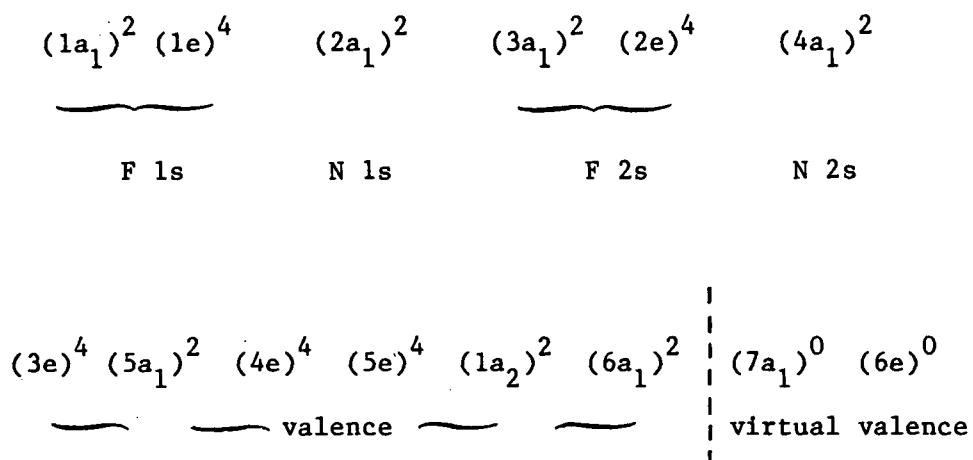 (1a₁)² (1e)⁴ (2a₁)² (3a₁)² (2e)⁴ (4a₁)²
F 1s N 1s F 2s N 2s
(3e)⁴ (5a₁)² (4e)⁴ (5e)⁴ (1a₂)² (6a₁)² (7a₁)⁰ (6e)⁰
valence virtual valence